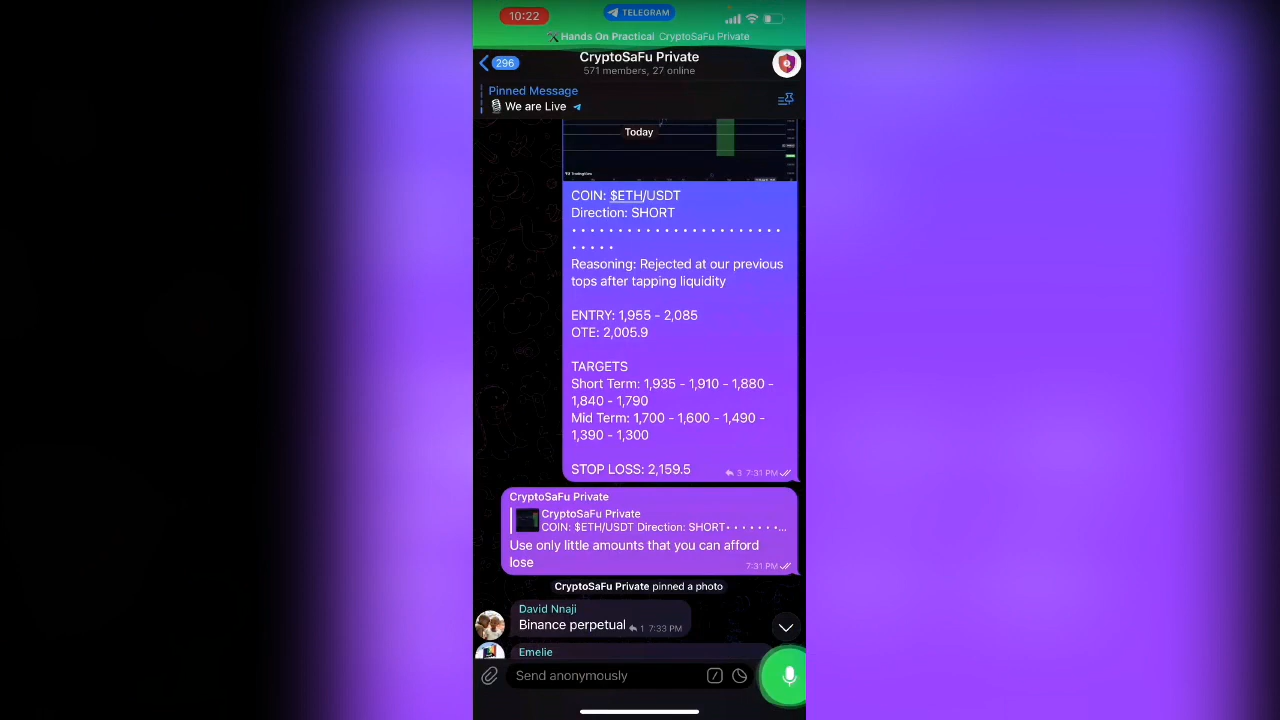 10:22
TELEGRAM
Hands On Practical CryptoSaFu Private
296
CryptoSaFu Private
571 members, 27 online
Pinned Message
We are Live
Today
TradingView
COIN: $ETH/USDT
Direction: SHORT
• • • • • • • • • • • • • • • • • • • • • • •
• • • • •
Reasoning: Rejected at our previous
tops after tapping liquidity
ENTRY: 1,955 - 2,085
OTE: 2,005.9
TARGETS
Short Term: 1,935 - 1,910 - 1,880 -
1,840 - 1,790
Mid Term: 1,700 - 1,600 - 1,490 -
1,390 - 1,300
STOP LOSS: 2,159.5
3 7:31 PM
CryptoSaFu Private
CryptoSaFu Private
COIN: $ETH/USDT Direction: SHORT• • • • • • •...
Use only little amounts that you can afford
lose
7:31 PM
CryptoSaFu Private pinned a photo
David Nnaji
Binance perpetual
1 7:33 PM
Emelie
Send anonymously